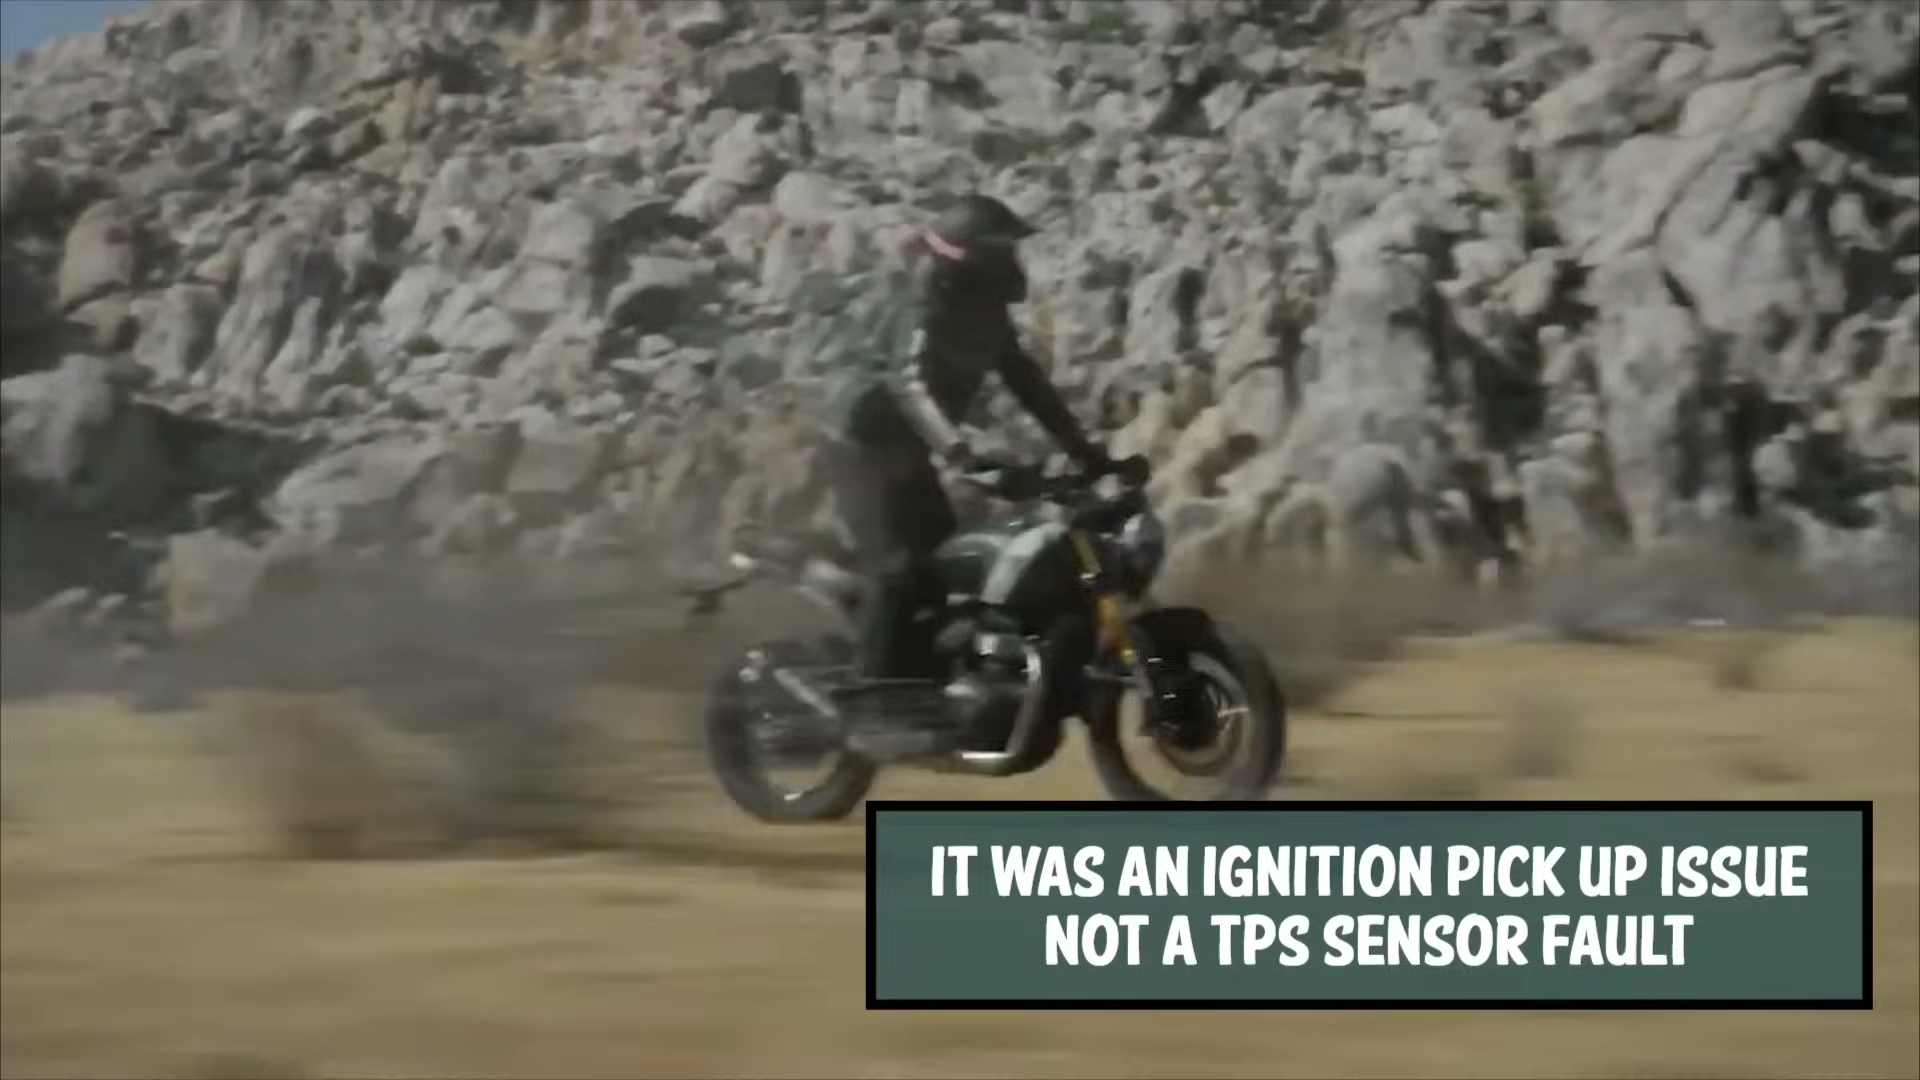 IT WAS AN IGNITION PICK UP ISSUE
NOT A TPS SENSOR FAULT